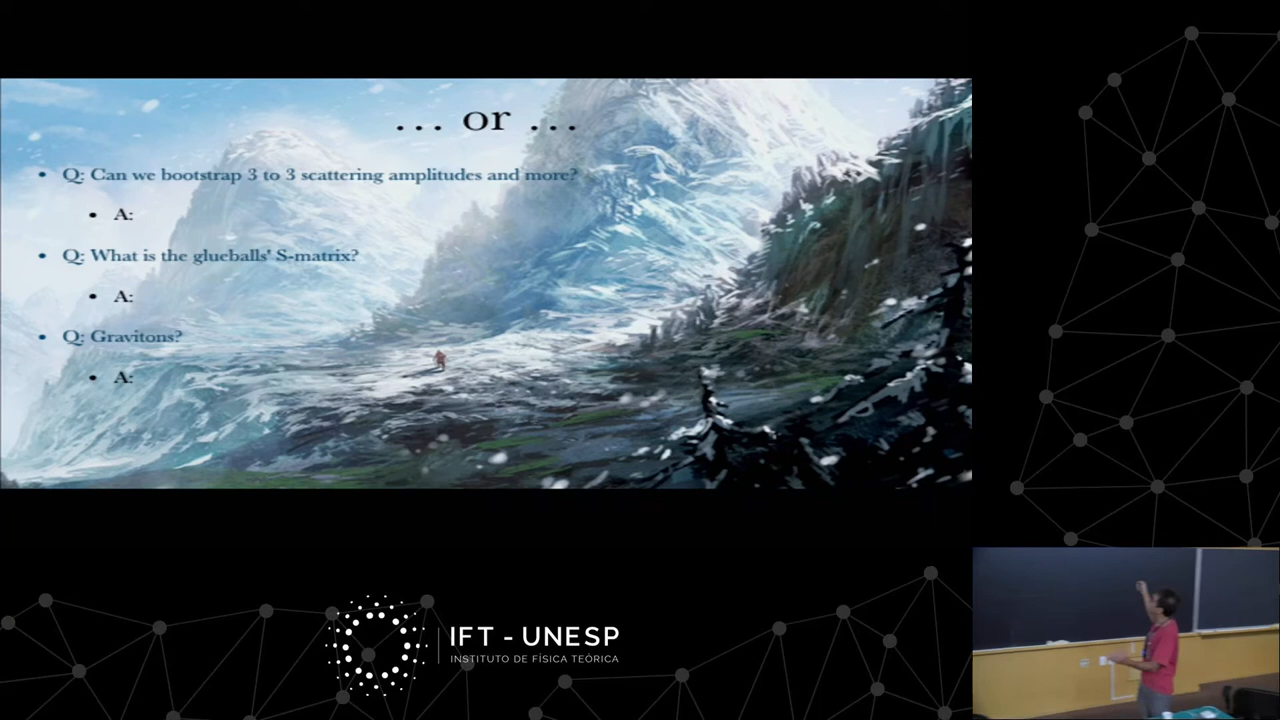 ... or ...
• Q: Can we bootstrap 3 to 3 scattering amplitudes and more?
• A:
• Q: What is the glueballs' S-matrix?
• A:
• Q: Gravitons?
• A:
IFT - UNESP
INSTITUTO DE FÍSICA TEÓRICA